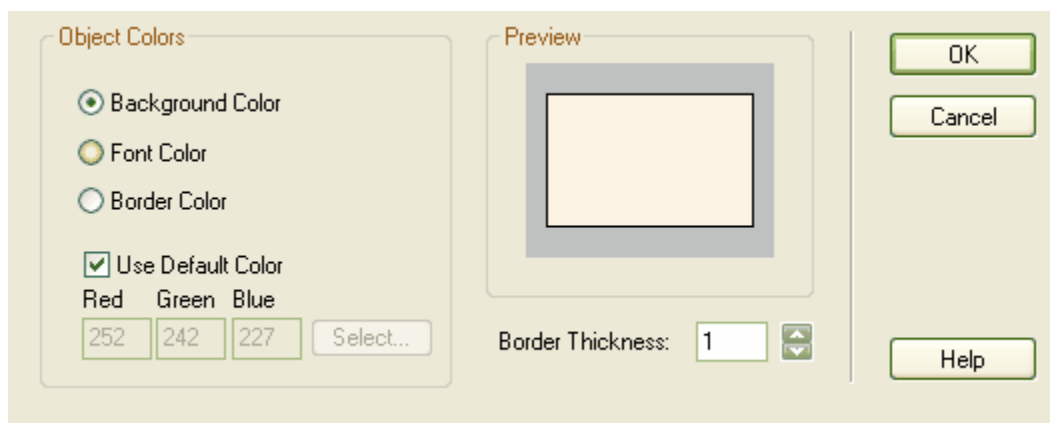 Object Colors
Background Color
Font Color
Border Color
Use Default Color
Red Green Blue
252 242 227 Select...
Preview
Border Thickness: 1
OK
Cancel
Help